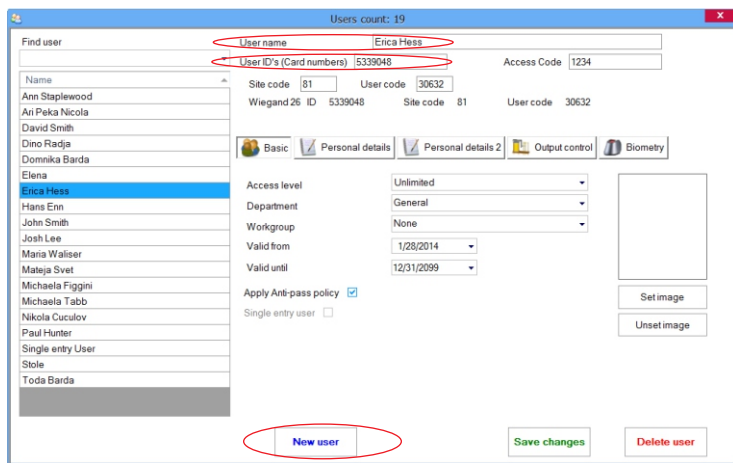 Users count: 19
x
Find user
Name
Ann Staplewood
Ari Peka Nicola
David Smith
Dino Radja
Domnika Barda
Elena
Erica Hess
Hans Enn
John Smith
Josh Lee
Maria Waliser
Mateja Svet
Michaela Figgini
Michaela Tabb
Nikola Cuculov
Paul Hunter
Single entry User
Stole
Toda Barda
User name Erica Hess
User ID's (Card numbers) 5339048 Access Code 1234
Site code 81 User code 30632
Wiegand 26 ID 5339048 Site code 81 User code 30632
Basic Personal details Personal details 2 Output control Biometry
Access level Unlimited
Department General
Workgroup None
Valid from 1/28/2014
Valid until 12/31/2099
Apply Anti-pass policy
Single entry user
Set image
Unset image
New user Save changes Delete user